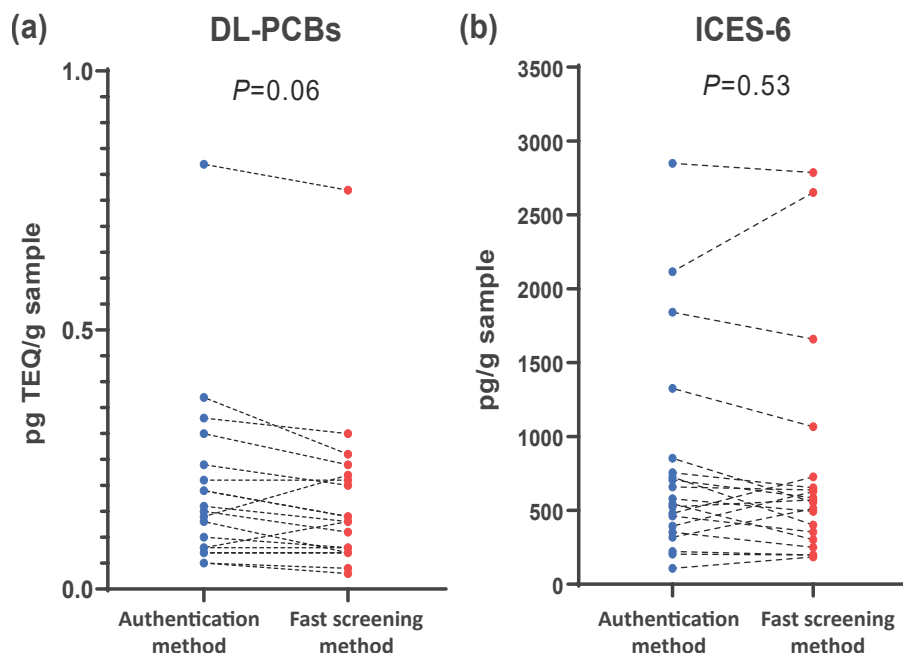 (a)
DL-PCBs
P=0.06
pg TEQ/g sample
1.0
0.5
0.0
Authentication
method
Fast screening
method
(b)
ICES-6
P=0.53
pg/g sample
3500
3000
2500
2000
1500
1000
500
0
Authentication
method
Fast screening
method